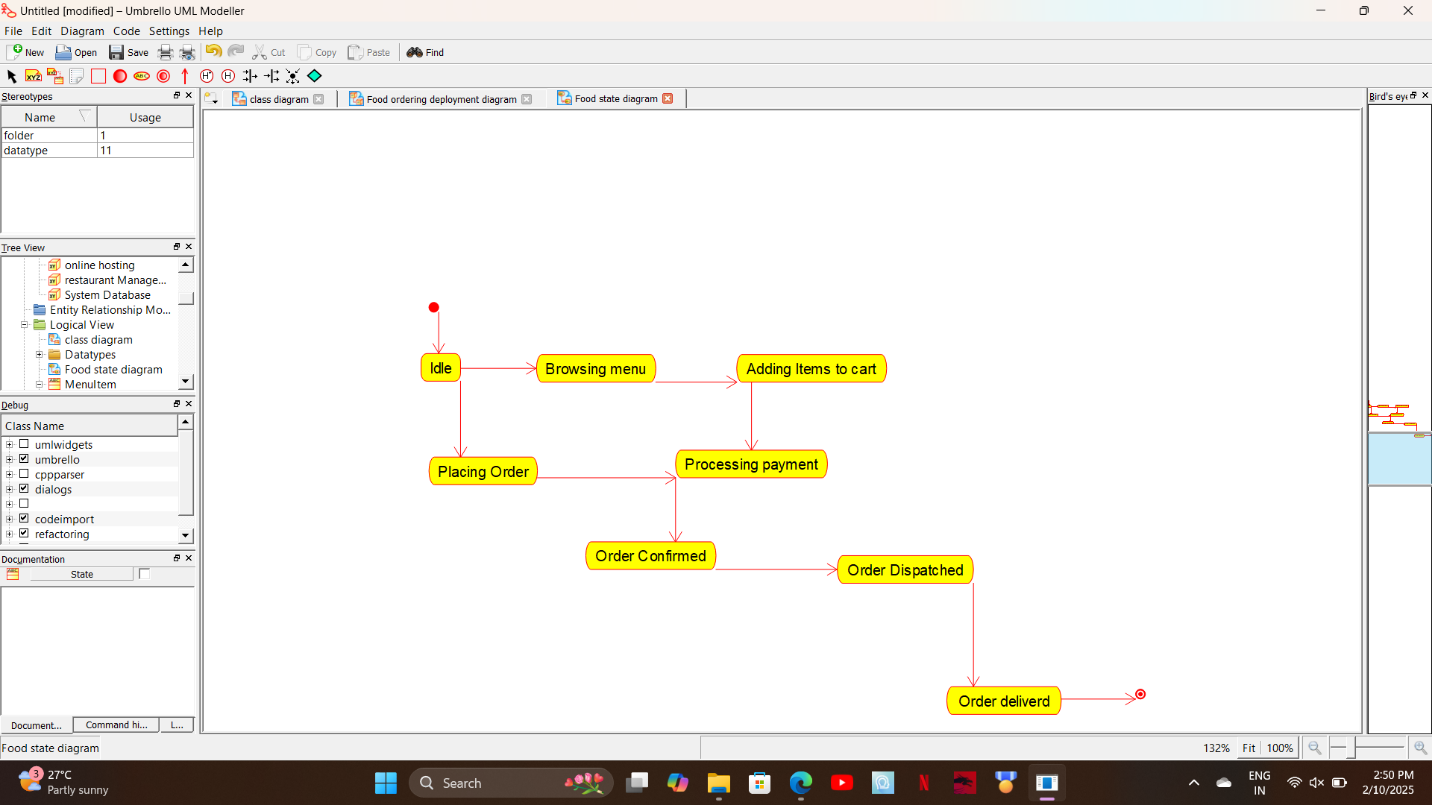 Untitled [modified] – Umbrello UML Modeller
File Edit Diagram Code Settings Help
New Open Save Cut Copy Paste Find
Stereotypes
Name Usage
folder 1
datatype 11
class diagram Food ordering deployment diagram Food state diagram
Bird's eye
Tree View
online hosting
restaurant Manage...
System Database
Entity Relationship Mo...
Logical View
class diagram
Datatypes
Food state diagram
MenuItem
Debug
Class Name
umlwidgets
umbrello
cppparser
dialogs
codeimport
refactoring
Documentation
State
Document... Command hi... L...
Idle Browsing menu Adding Items to cart
Placing Order Processing payment
Order Confirmed Order Dispatched
Order deliverd
Food state diagram
132% Fit 100%
3 27°C
Partly sunny
Search
ENG
IN
2:50 PM
2/10/2025